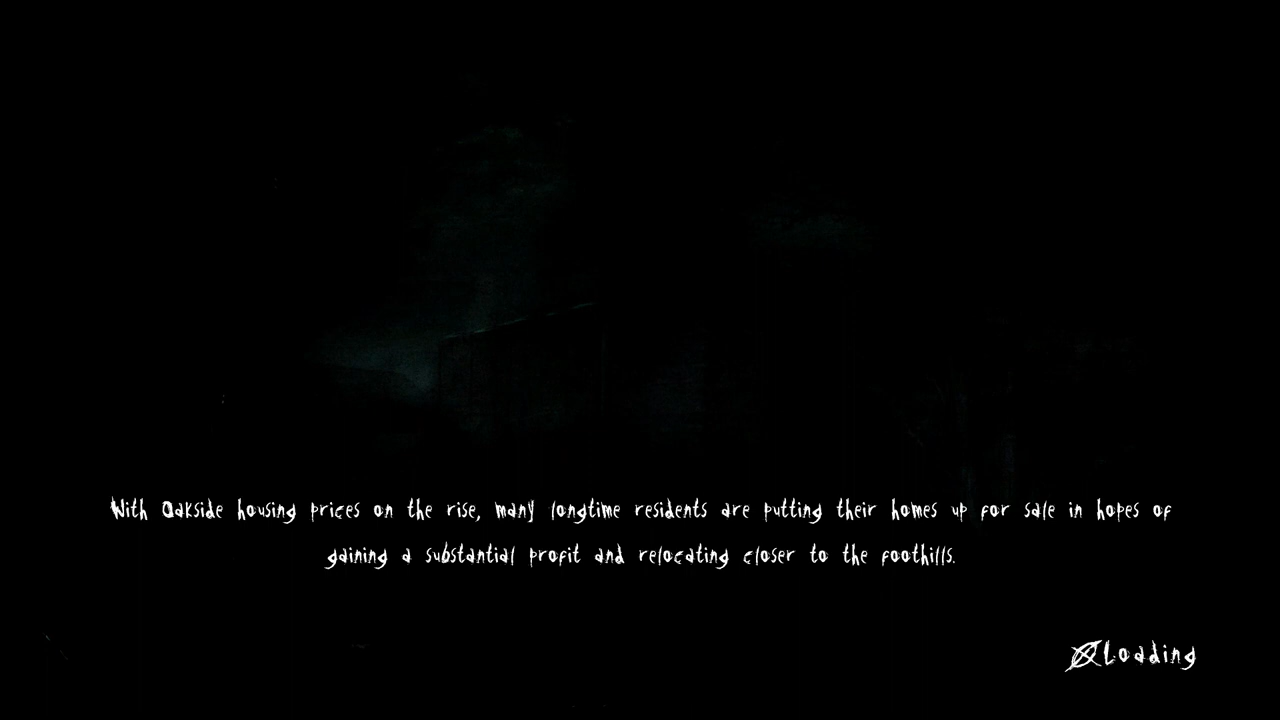 With Oakside housing prices on the rise, many longtime residents are putting their homes up for sale in hopes of
gaining a substantial profit and relocating closer to the foothills.
Loading